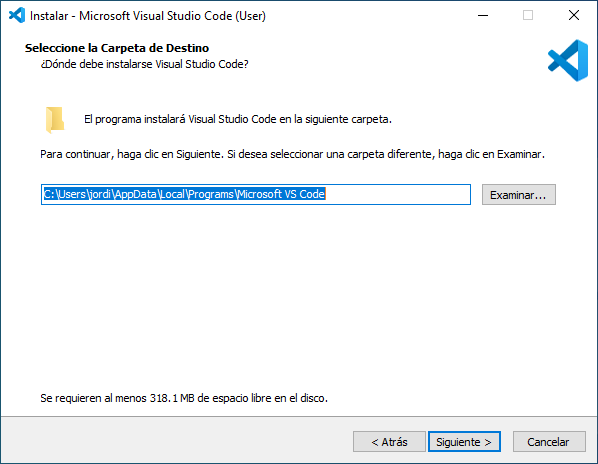 Instalar - Microsoft Visual Studio Code (User)
Seleccione la Carpeta de Destino
¿Dónde debe instalarse Visual Studio Code?
El programa instalará Visual Studio Code en la siguiente carpeta.
Para continuar, haga clic en Siguiente. Si desea seleccionar una carpeta diferente, haga clic en Examinar.
C:\Users\jordi\AppData\Local\Programs\Microsoft VS Code
Examinar...
Se requieren al menos 318.1 MB de espacio libre en el disco.
< Atrás
Siguiente >
Cancelar